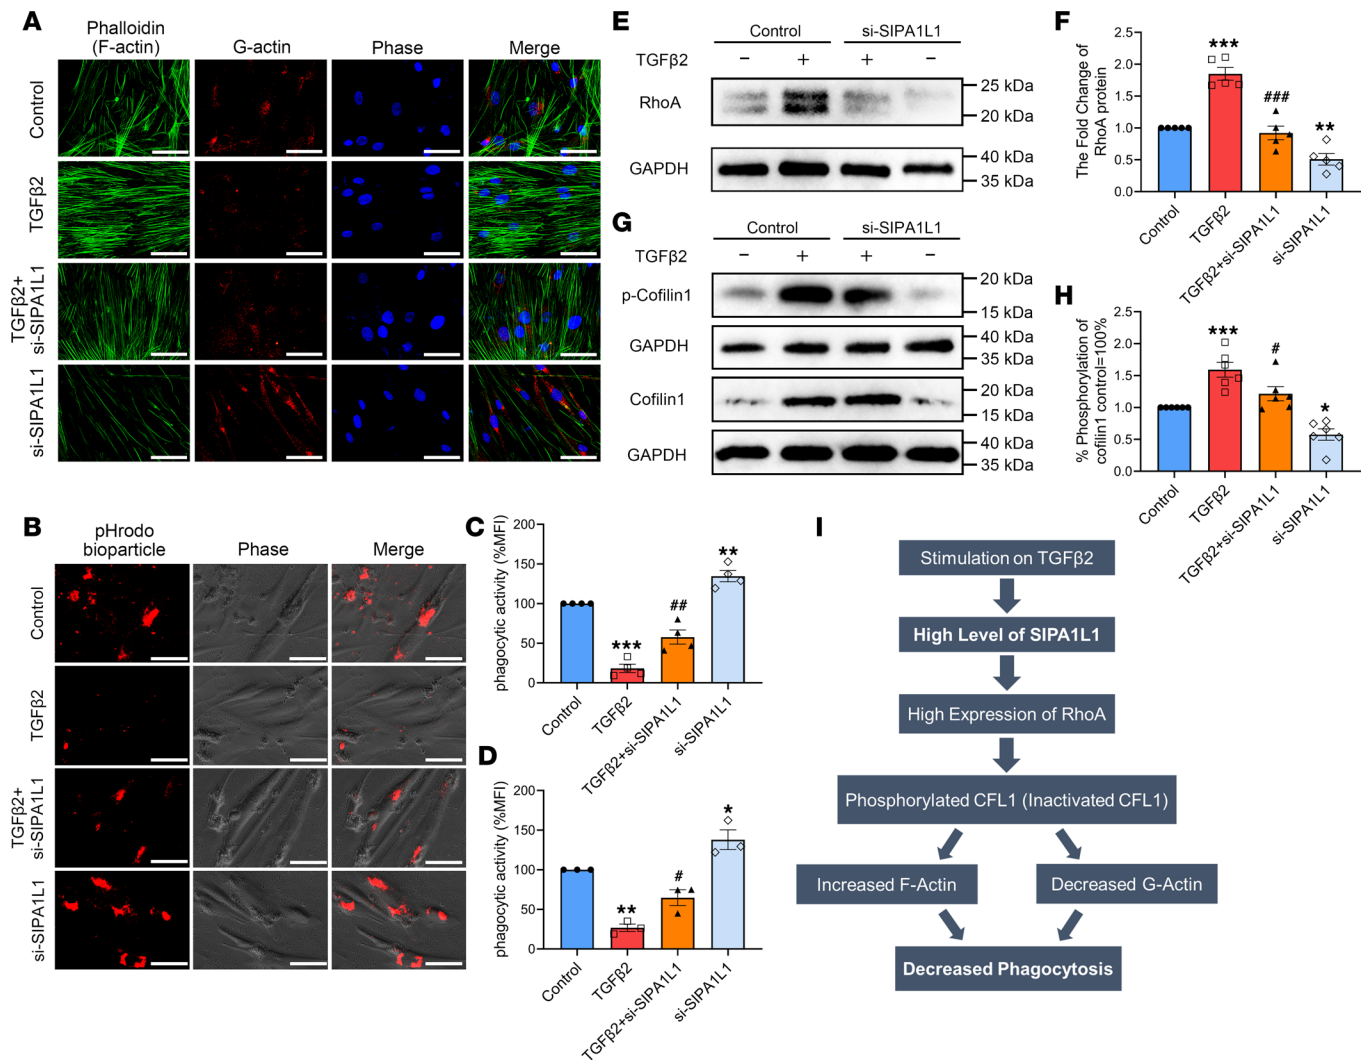 A
Phalloidin
(F-actin)
G-actin
Phase
Merge
Control
TGFβ2
TGFβ2+
si-SIPA1L1
si-SIPA1L1
B
pHrodo
bioparticle
Phase
Merge
Control
TGFβ2
TGFβ2+
si-SIPA1L1
si-SIPA1L1
C
phagocytic activity (%MFI)
200
150
100
50
0
***
##
**
Control
TGFβ2
TGFβ2+si-SIPA1L1
si-SIPA1L1
D
phagocytic activity (%MFI)
200
150
100
50
0
**
#
*
Control
TGFβ2
TGFβ2+si-SIPA1L1
si-SIPA1L1
E
Control
si-SIPA1L1
TGFβ2
− + + −
RhoA
25 kDa
20 kDa
GAPDH
40 kDa
35 kDa
F
The Fold Change of
RhoA protein
2.5
2.0
1.5
1.0
0.5
0.0
***
###
**
Control
TGFβ2
TGFβ2+si-SIPA1L1
si-SIPA1L1
G
Control
si-SIPA1L1
TGFβ2
− + + −
p-Cofilin1
20 kDa
15 kDa
GAPDH
40 kDa
35 kDa
Cofilin1
20 kDa
15 kDa
GAPDH
40 kDa
35 kDa
H
% Phosphorylation of
cofilin1 control=100%
2.5
2.0
1.5
1.0
0.5
0.0
***
#
*
Control
TGFβ2
TGFβ2+si-SIPA1L1
si-SIPA1L1
I
Stimulation on TGFβ2
High Level of SIPA1L1
High Expression of RhoA
Phosphorylated CFL1 (Inactivated CFL1)
Increased F-Actin
Decreased G-Actin
Decreased Phagocytosis